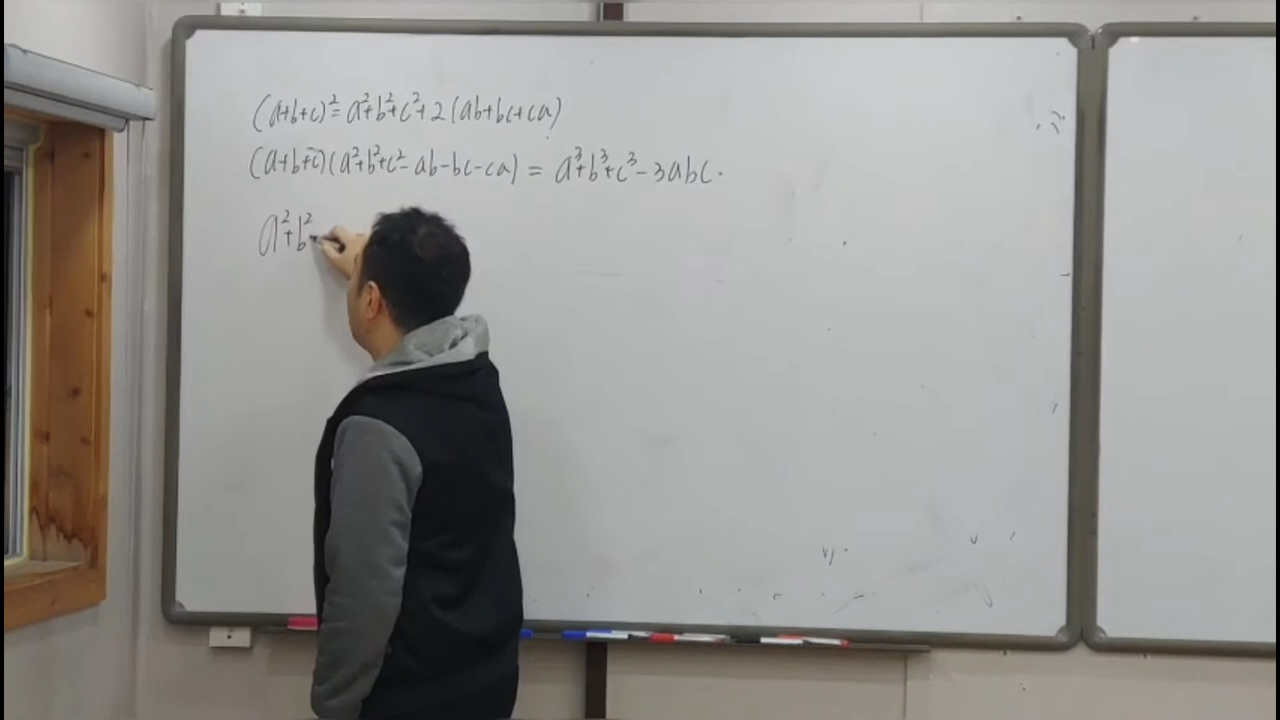 (a+b+c)²=a²+b²+c²+2(ab+bc+ca)
(a+b+c)(a²+b²+c²-ab-bc-ca) = a³+b³+c³-3abc.
a²+b²